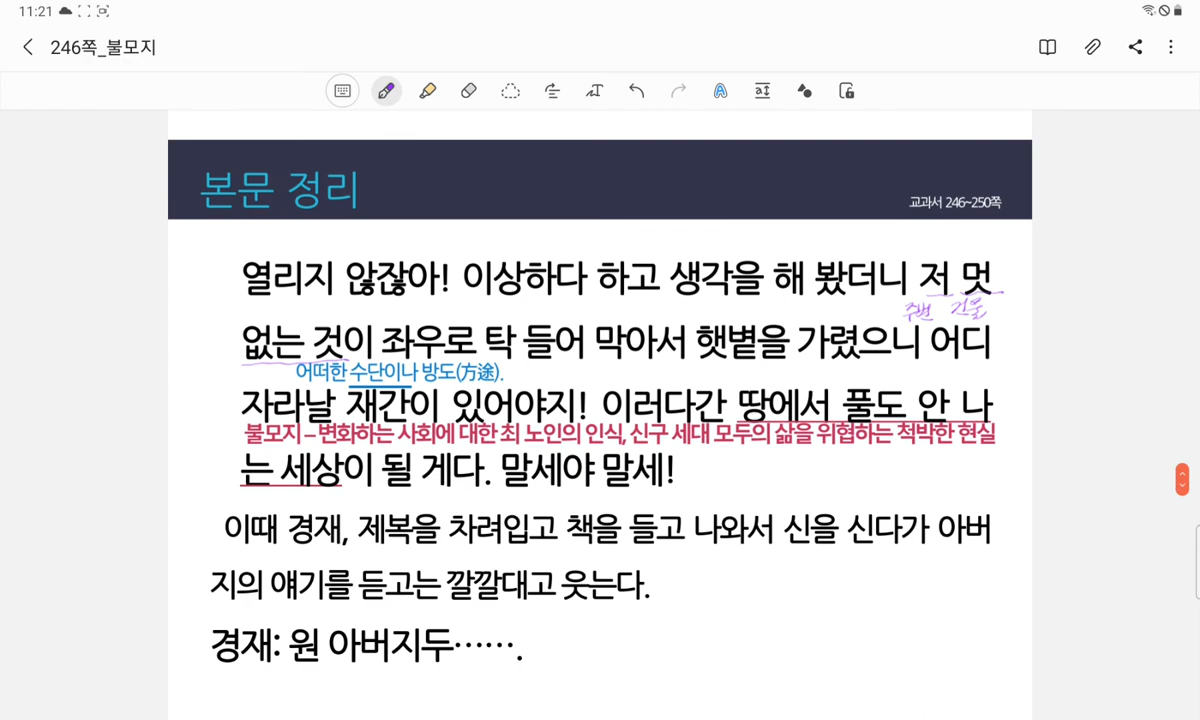 11:21
246쪽_불모지
본문 정리
교과서 246~250쪽
열리지 않잖아! 이상하다 하고 생각을 해 봤더니 저 멋
주변 건물
없는 것이 좌우로 탁 들어 막아서 햇볕을 가렸으니 어디
어떠한 수단이나 방도(方途).
자라날 재간이 있어야지! 이러다간 땅에서 풀도 안 나
불모지 – 변화하는 사회에 대한 최 노인의 인식, 신구 세대 모두의 삶을 위협하는 척박한 현실
는 세상이 될 게다. 말세야 말세!
이때 경재, 제복을 차려입고 책을 들고 나와서 신을 신다가 아버
지의 얘기를 듣고는 깔깔대고 웃는다.
경재: 원 아버지두…….